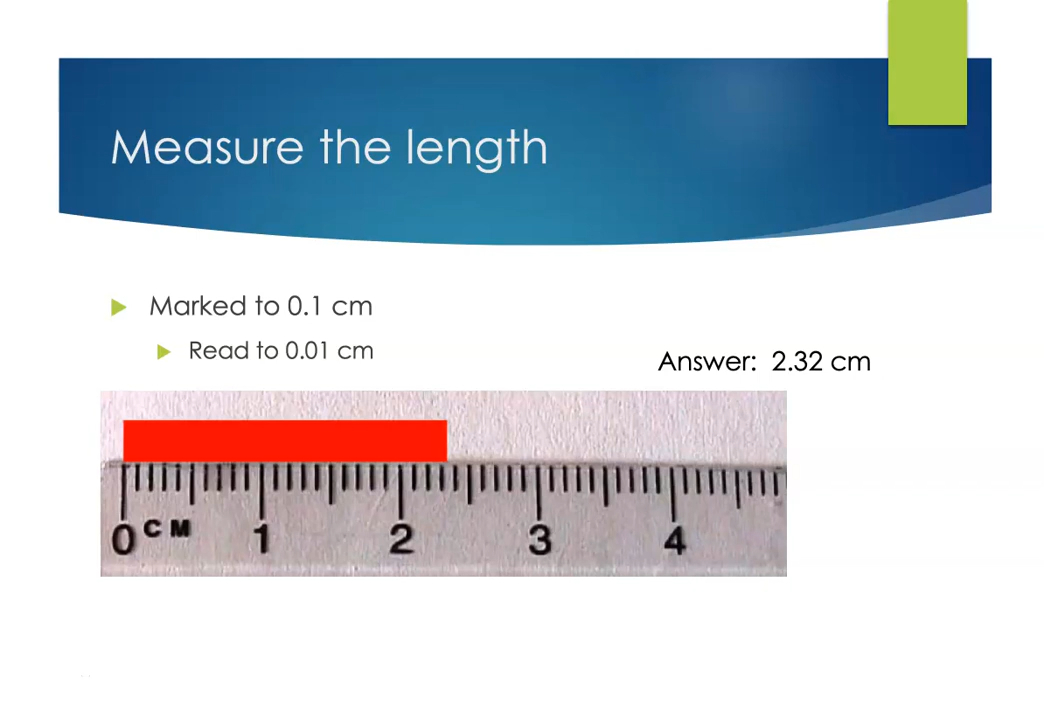 Measure the length
Marked to 0.1 cm
Read to 0.01 cm
Answer: 2.32 cm
0 CM 1 2 3 4